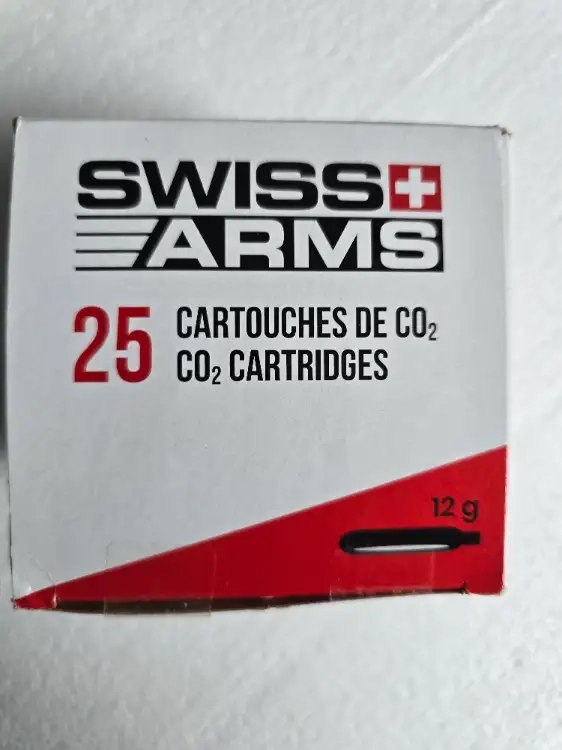 SWISS
ARMS
25 CARTOUCHES DE CO₂
CO₂ CARTRIDGES
12 g